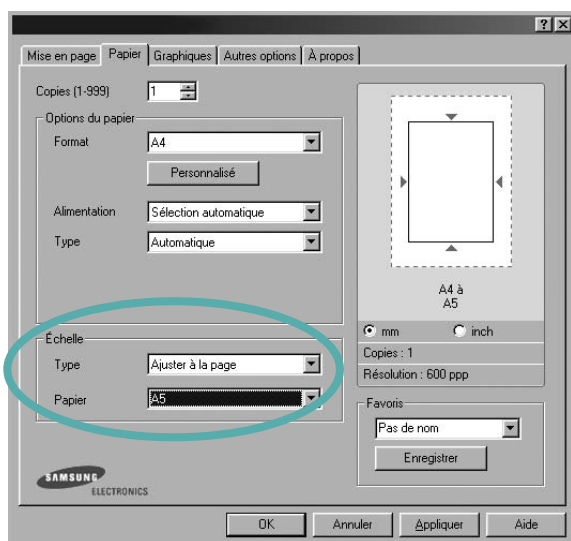 ? X
Mise en page Papier Graphiques Autres options À propos
Copies (1-999) 1
Options du papier
Format A4
Personnalisé
Alimentation Sélection automatique
Type Automatique
A4 à
A5
mm inch
Copies : 1
Résolution : 600 ppp
Échelle
Type Ajuster à la page
Papier A5
Favoris
Pas de nom
Enregistrer
SAMSUNG
ELECTRONICS
OK Annuler Appliquer Aide